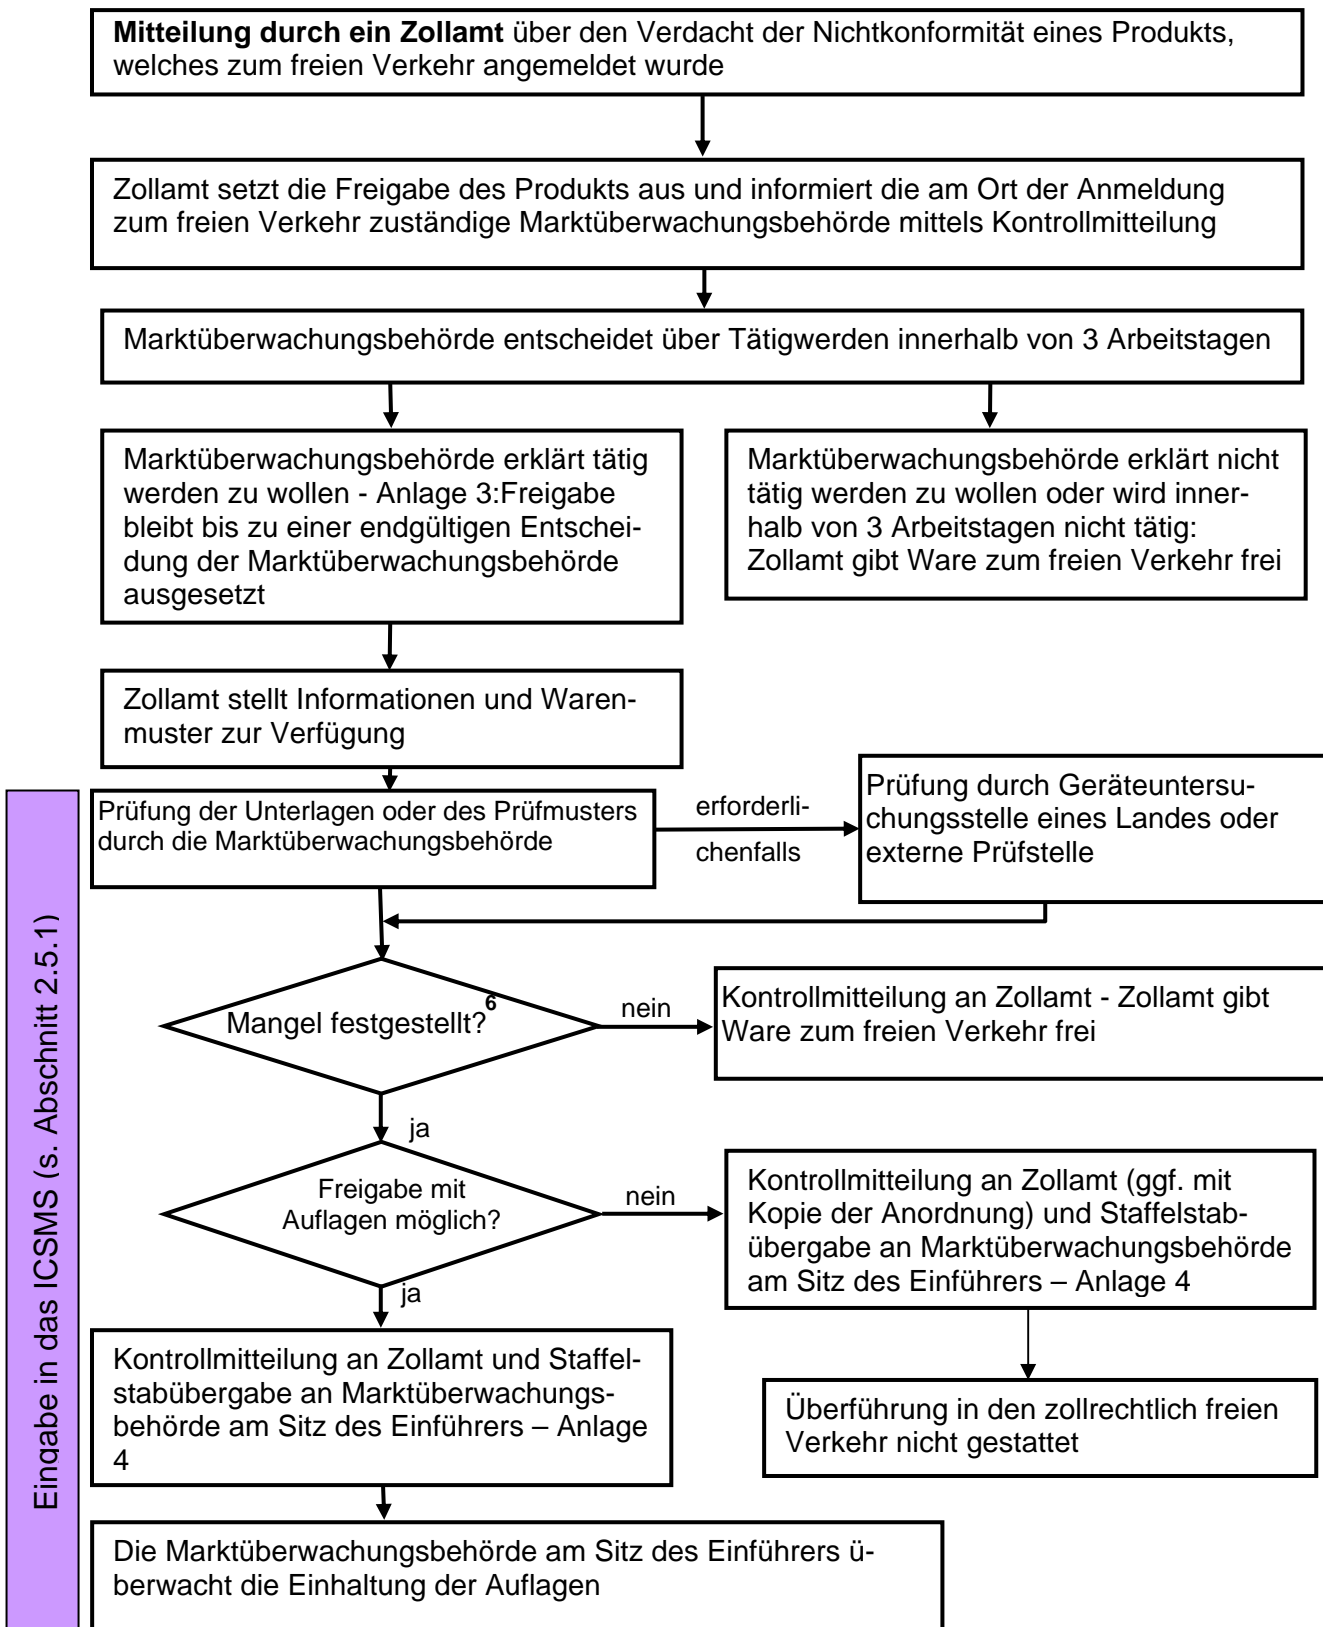 Mitteilung durch ein Zollamt über den Verdacht der Nichtkonformität eines Produkts,
welches zum freien Verkehr angemeldet wurde
Zollamt setzt die Freigabe des Produkts aus und informiert die am Ort der Anmeldung
zum freien Verkehr zuständige Marktüberwachungsbehörde mittels Kontrollmitteilung
Marktüberwachungsbehörde entscheidet über Tätigwerden innerhalb von 3 Arbeitstagen
Marktüberwachungsbehörde erklärt tätig
werden zu wollen - Anlage 3:Freigabe
bleibt bis zu einer endgültigen Entschei-
dung der Marktüberwachungsbehörde
ausgesetzt
Marktüberwachungsbehörde erklärt nicht
tätig werden zu wollen oder wird inner-
halb von 3 Arbeitstagen nicht tätig:
Zollamt gibt Ware zum freien Verkehr frei
Zollamt stellt Informationen und Waren-
muster zur Verfügung
Prüfung der Unterlagen oder des Prüfmusters
durch die Marktüberwachungsbehörde
erforderli-
chenfalls
Prüfung durch Geräteuntersu-
chungsstelle eines Landes oder
externe Prüfstelle
Eingabe in das ICSMS (s. Abschnitt 2.5.1)
Mangel festgestellt?6
nein
Kontrollmitteilung an Zollamt - Zollamt gibt
Ware zum freien Verkehr frei
ja
Freigabe mit
Auflagen möglich?
nein
Kontrollmitteilung an Zollamt (ggf. mit
Kopie der Anordnung) und Staffelstab-
übergabe an Marktüberwachungsbehörde
am Sitz des Einführers – Anlage 4
ja
Kontrollmitteilung an Zollamt und Staffel-
stabübergabe an Marktüberwachungs-
behörde am Sitz des Einführers – Anlage
4
Überführung in den zollrechtlich freien
Verkehr nicht gestattet
Die Marktüberwachungsbehörde am Sitz des Einführers ü-
berwacht die Einhaltung der Auflagen